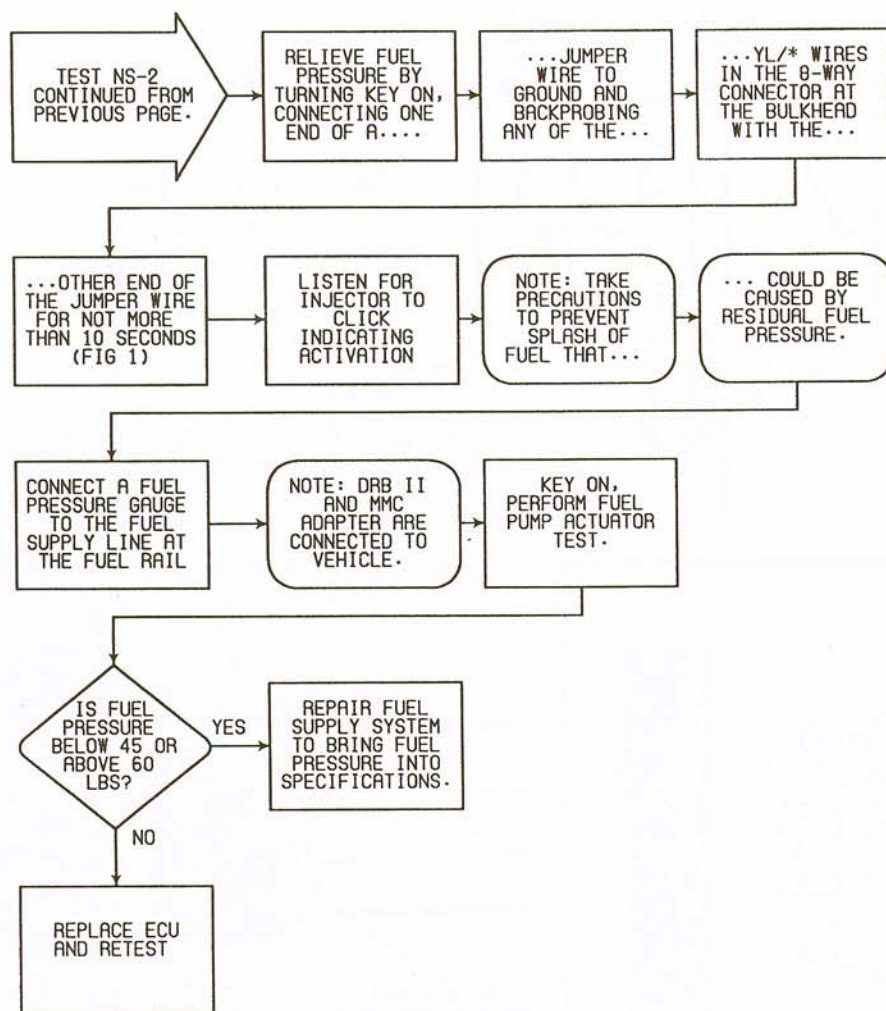 TEST NS-2
CONTINUED FROM
PREVIOUS PAGE.
RELIEVE FUEL
PRESSURE BY
TURNING KEY ON,
CONNECTING ONE
END OF A....
...JUMPER
WIRE TO
GROUND AND
BACKPROBING
ANY OF THE...
...YL/* WIRES
IN THE 8-WAY
CONNECTOR AT
THE BULKHEAD
WITH THE...
...OTHER END OF
THE JUMPER WIRE
FOR NOT MORE
THAN 10 SECONDS
(FIG 1)
LISTEN FOR
INJECTOR TO
CLICK
INDICATING
ACTIVATION
NOTE: TAKE
PRECAUTIONS
TO PREVENT
SPLASH OF
FUEL THAT...
... COULD BE
CAUSED BY
RESIDUAL FUEL
PRESSURE.
CONNECT A FUEL
PRESSURE GAUGE
TO THE FUEL
SUPPLY LINE AT
THE FUEL RAIL
NOTE: DRB II
AND MMC
ADAPTER ARE
CONNECTED TO
VEHICLE.
KEY ON,
PERFORM FUEL
PUMP ACTUATOR
TEST.
IS FUEL
PRESSURE
BELOW 45 OR
ABOVE 60
LBS?
YES
REPAIR FUEL
SUPPLY SYSTEM
TO BRING FUEL
PRESSURE INTO
SPECIFICATIONS.
NO
REPLACE ECU
AND RETEST